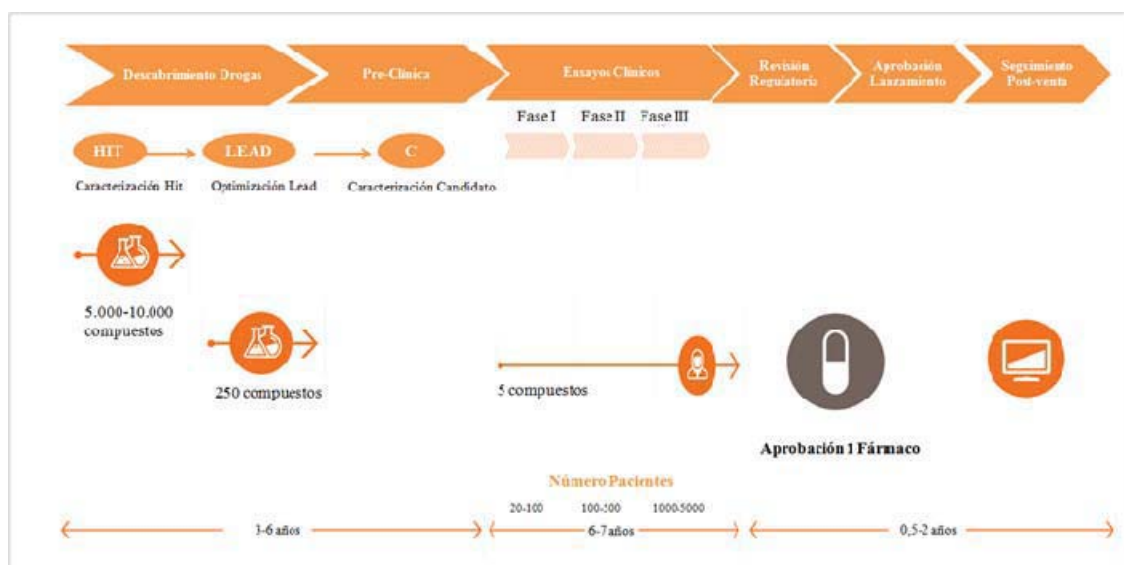 Descubrimiento Drogas
Pre-Clínica
Ensayos Clínicos
Revisión
Regulatoria
Aprobación
Lanzamiento
Seguimiento
Post-venta
Fase I Fase II Fase III
HIT LEAD C
Caracterización Hit Optimización Lead Caracterización Candidato
5.000-10.000
compuestos
250 compuestos
5 compuestos
Aprobación 1 Fármaco
Número Pacientes
20-100 1000-5000
3-6 años 6-7 años 0,5-2 años